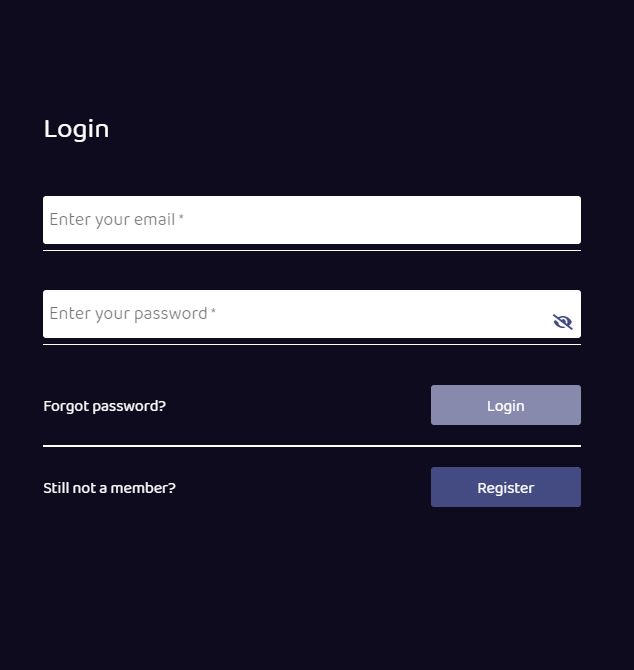 Login
Enter your email *
Enter your password *
Forgot password?
Login
Still not a member?
Register